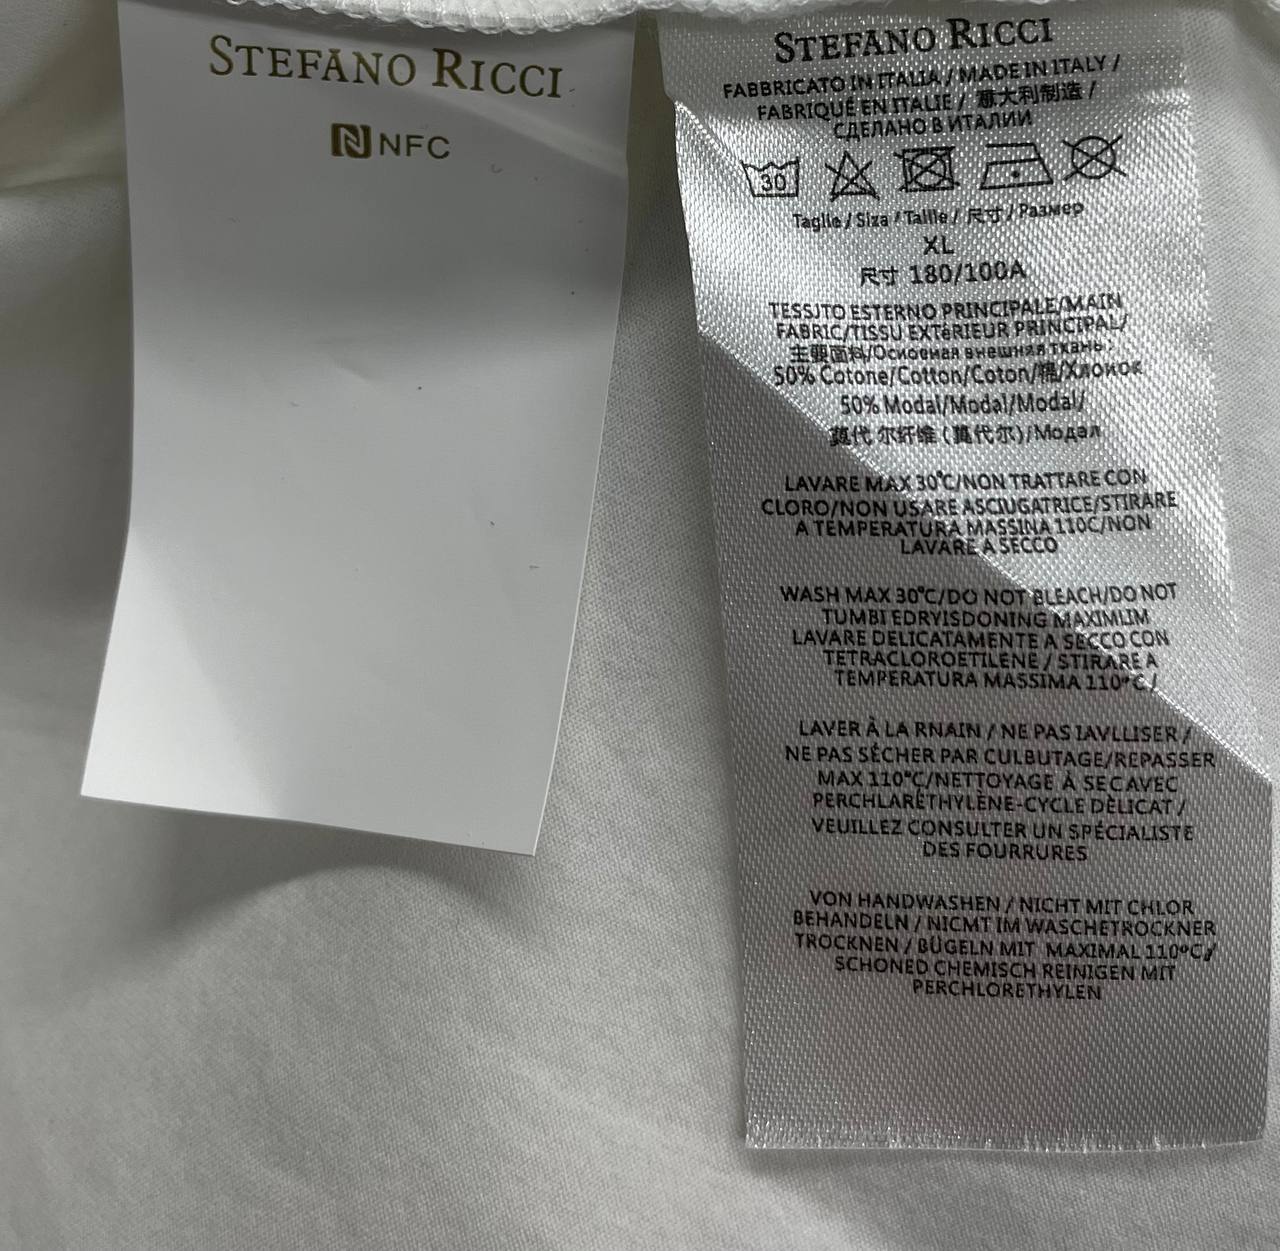 STEFANO RICCI
NFC
STEFANO RICCI
FABBRICATO IN ITALIA / MADE IN ITALY /
FABRIQUÉ EN ITALIE / 意大利制造 /
СДЕЛАНО В ИТАЛИИ
30
Taglie / Siza / Taille / 尺寸 / Размер
XL
尺寸 180/100A
TESSJTO ESTERNO PRINCIPALE/MAIN
FABRIC/TISSU EXTéRIEUR PRINCIPAL/
主要面料/Основная внешняя ткань:
50% Cotone/Cotton/Coton/棉/Хлопок
50% Modal/Modal/Modal/
莫代 尔纤维 (莫代尔)/Модал
LAVARE MAX 30°C/NON TRATTARE CON
CLORO/NON USARE ASCIUGATRICE/STIRARE
A TEMPERATURA MASSINA 110C/NON
LAVARE A SECCO
WASH MAX 30°C/DO NOT BLEACH/DO NOT
TUMBI EDRYISDONING MAXIMLIM
LAVARE DELICATAMENTE A SECCO CON
TETRACLOROETILENE / STIRARE A
TEMPERATURA MASSIMA 110°C /
LAVER À LA RNAIN / NE PAS IAVLLISER /
NE PAS SÉCHER PAR CULBUTAGE/REPASSER
MAX 110°C/NETTOYAGE À SEC AVEC
PERCHLARÉTHYLÈNE-CYCLE DÈLICAT /
VEUILLEZ CONSULTER UN SPÉCIALISTE
DES FOURRURES
VON HANDWASHEN / NICHT MIT CHLOR
BEHANDELN / NICMT IM WASCHETROCKNER
TROCKNEN / BÜGELN MIT MAXIMAL 110°C/
SCHONED CHEMISCH REINIGEN MIT
PERCHLORETHYLEN